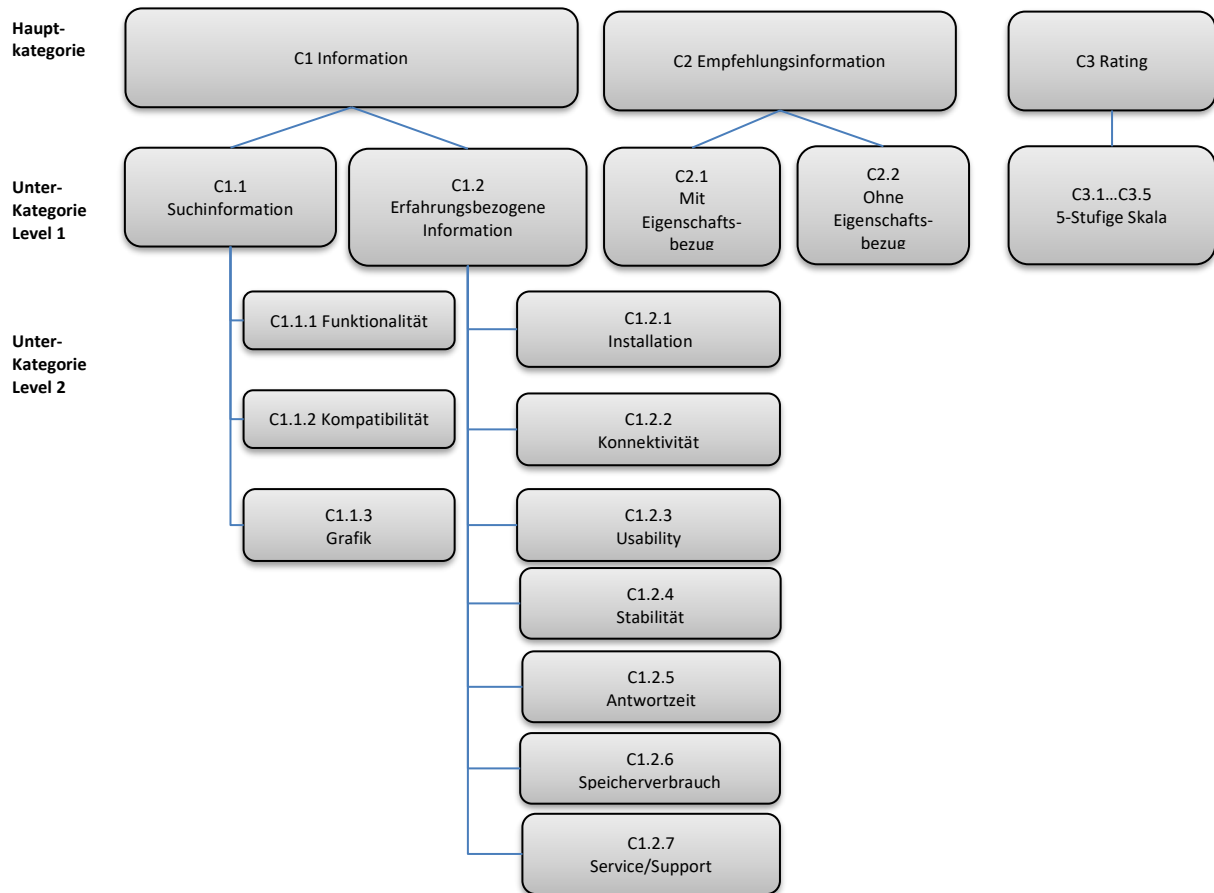 Haupt-
kategorie
C1 Information
C2 Empfehlungsinformation
C3 Rating
Unter-
Kategorie
Level 1
C1.1
Suchinformation
C1.2
Erfahrungsbezogene
Information
C2.1
Mit
Eigenschafts-
bezug
C2.2
Ohne
Eigenschafts-
bezug
C3.1...C3.5
5-Stufige Skala
Unter-
Kategorie
Level 2
C1.1.1 Funktionalität
C1.1.2 Kompatibilität
C1.1.3
Grafik
C1.2.1
Installation
C1.2.2
Konnektivität
C1.2.3
Usability
C1.2.4
Stabilität
C1.2.5
Antwortzeit
C1.2.6
Speicherverbrauch
C1.2.7
Service/Support